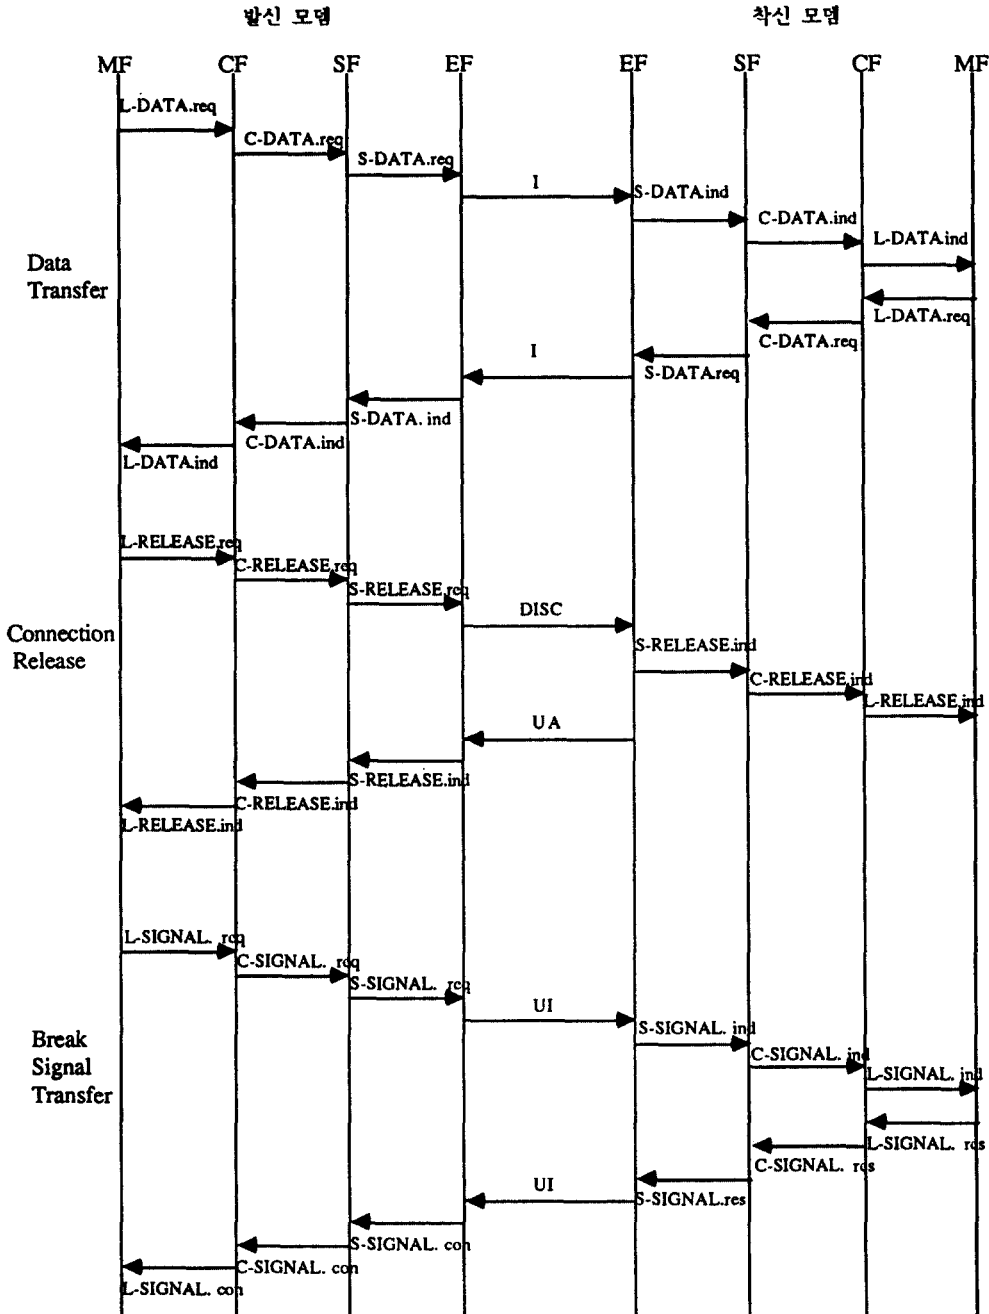 발신 모뎀
착신 모뎀
MF CF SF EF EF SF CF MF
L-DATA.req
C-DATA.req
S-DATA.req
I
S-DATA.ind
C-DATA.ind
L-DATA.ind
Data
Transfer
L-DATA.req
C-DATA.req
S-DATA.req
I
S-DATA. ind
C-DATA.ind
L-DATA.ind
L-RELEASE.req
C-RELEASE.req
S-RELEASE.req
DISC
S-RELEASE.ind
C-RELEASE.ind
L-RELEASE.ind
Connection
Release
UA
S-RELEASE.ind
C-RELEASE.ind
L-RELEASE.ind
L-SIGNAL. req
C-SIGNAL. req
S-SIGNAL. req
UI
S-SIGNAL. ind
C-SIGNAL. ind
L-SIGNAL. ind
Break
Signal
Transfer
L-SIGNAL. res
C-SIGNAL. res
S-SIGNAL.res
UI
S-SIGNAL. con
C-SIGNAL. con
L-SIGNAL. con